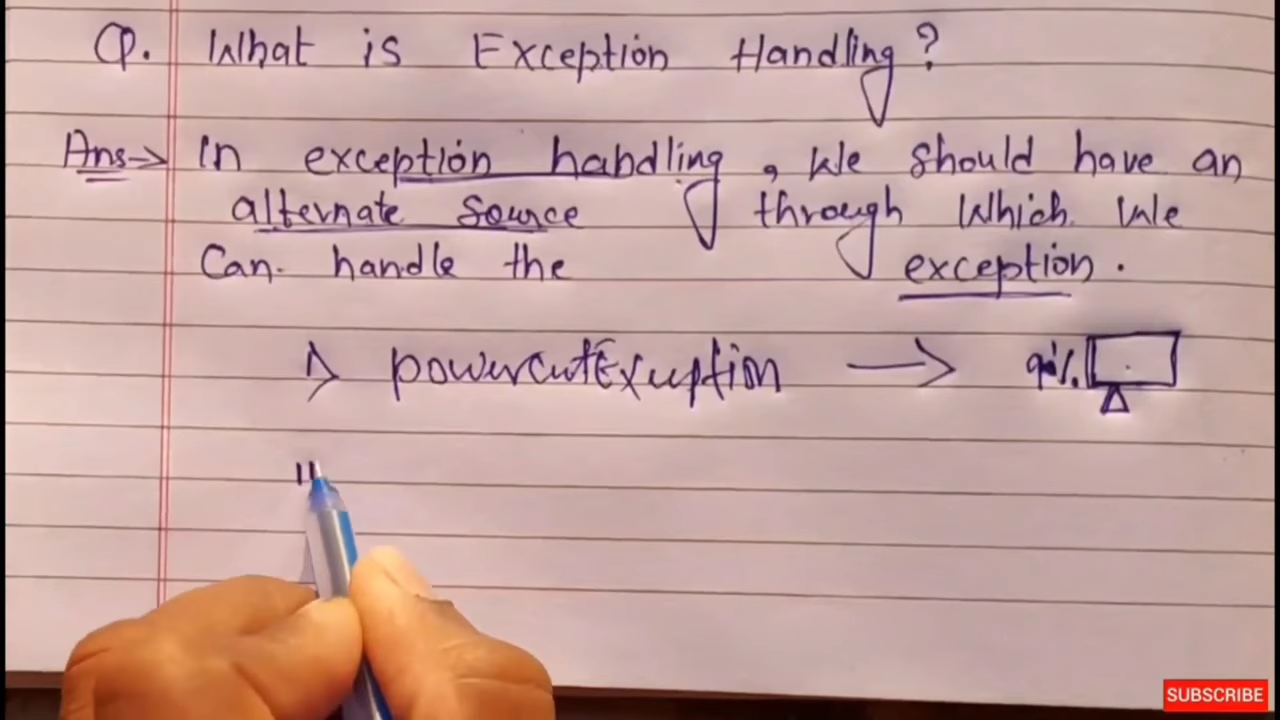 Q. What is Exception Handling?
Ans→ In exception handling, we should have an
alternate source through which we
can handle the exception.
> powercutException → 90%
"
SUBSCRIBE